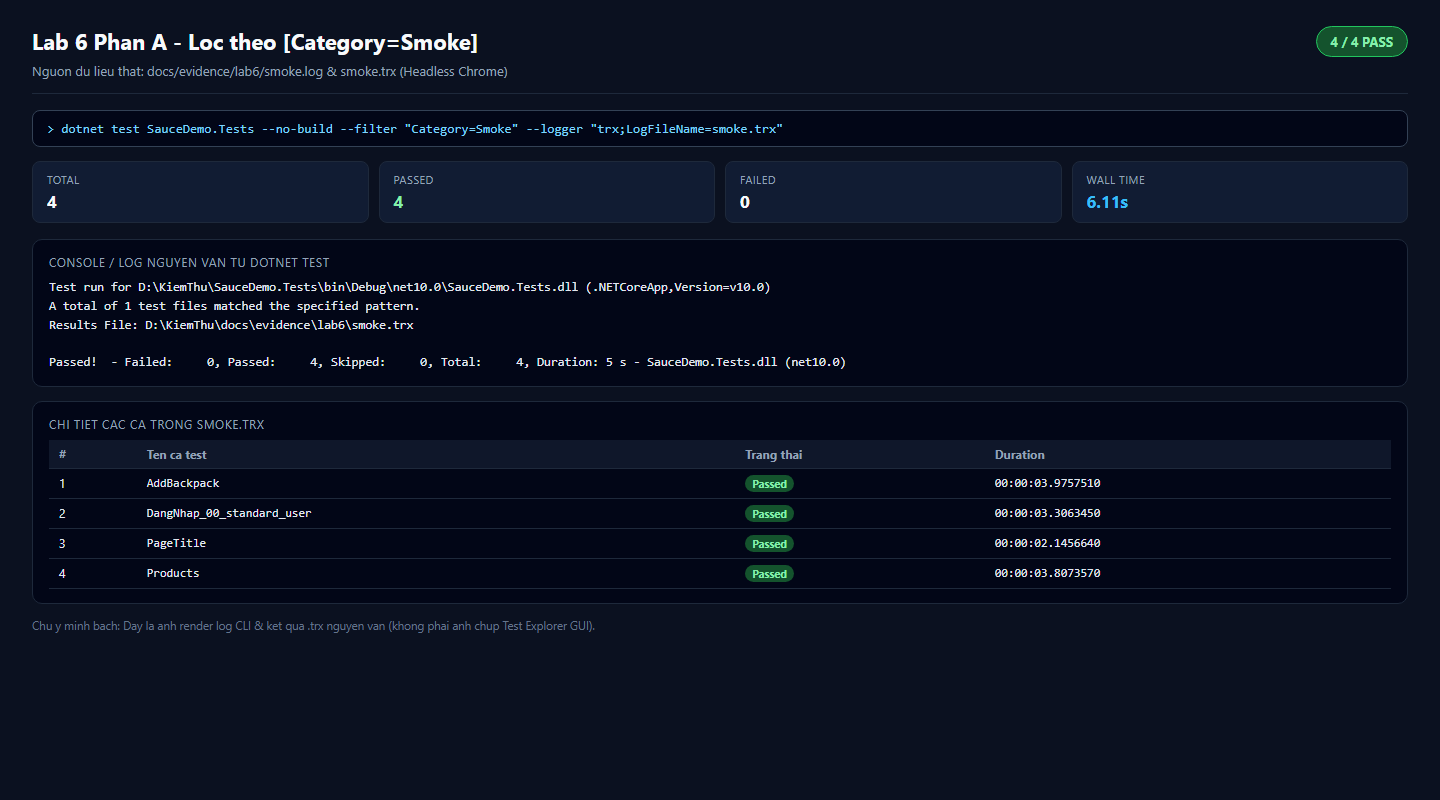 Lab 6 Phan A - Loc theo [Category=Smoke]
4 / 4 PASS
Nguon du lieu that: docs/evidence/lab6/smoke.log & smoke.trx (Headless Chrome)
> dotnet test SauceDemo.Tests --no-build --filter "Category=Smoke" --logger "trx;LogFileName=smoke.trx"
TOTAL
4
PASSED
4
FAILED
0
WALL TIME
6.11s
CONSOLE / LOG NGUYEN VAN TU DOTNET TEST
Test run for D:\KiemThu\SauceDemo.Tests\bin\Debug\net10.0\SauceDemo.Tests.dll (.NETCoreApp,Version=v10.0)
A total of 1 test files matched the specified pattern.
Results File: D:\KiemThu\docs\evidence\lab6\smoke.trx
Passed!  - Failed:     0, Passed:     4, Skipped:     0, Total:     4, Duration: 5 s - SauceDemo.Tests.dll (net10.0)
CHI TIET CAC CA TRONG SMOKE.TRX
# Ten ca test Trang thai Duration
1 AddBackpack Passed 00:00:03.9757510
2 DangNhap_00_standard_user Passed 00:00:03.3063450
3 PageTitle Passed 00:00:02.1456640
4 Products Passed 00:00:03.8073570
Chu y minh bach: Day la anh render log CLI & ket qua .trx nguyen van (khong phai anh chup Test Explorer GUI).